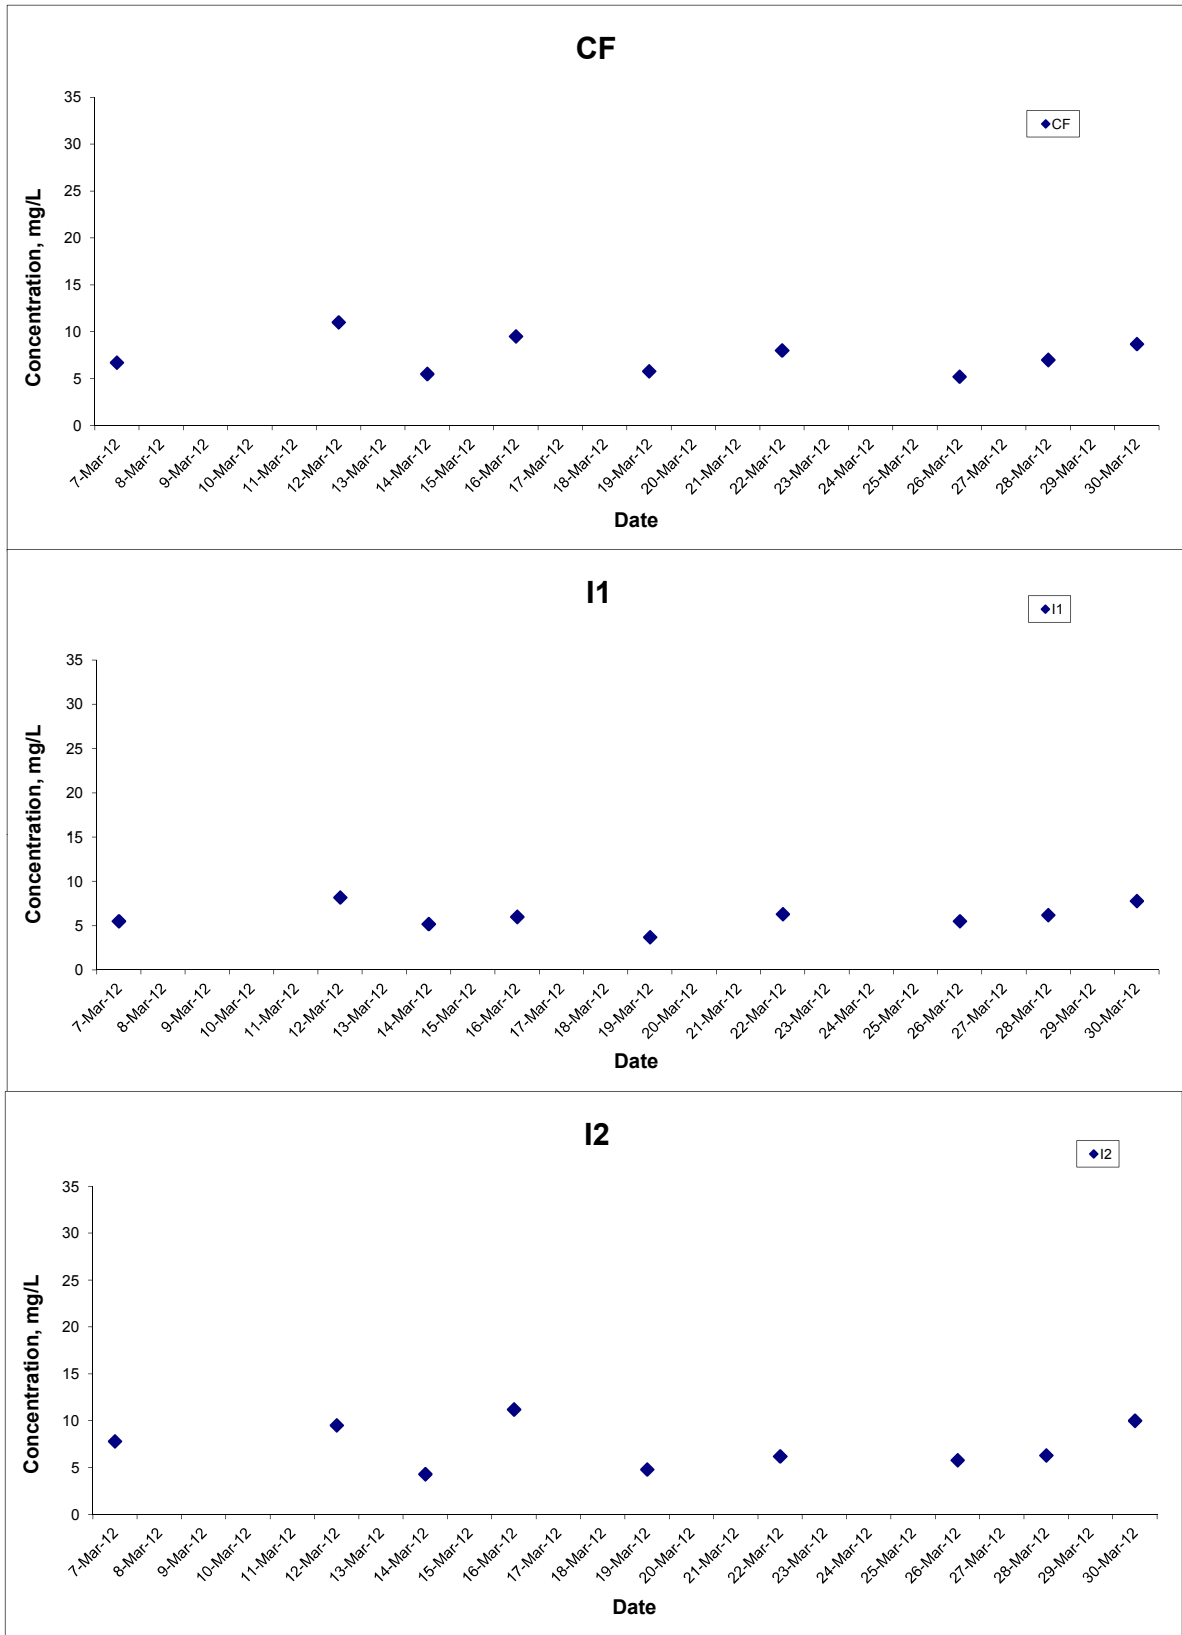 CF
35
30
25
20
15
10
5
0
Concentration, mg/L
CF
7-Mar-12
8-Mar-12
9-Mar-12
10-Mar-12
11-Mar-12
12-Mar-12
13-Mar-12
14-Mar-12
15-Mar-12
16-Mar-12
17-Mar-12
18-Mar-12
19-Mar-12
20-Mar-12
21-Mar-12
22-Mar-12
23-Mar-12
24-Mar-12
25-Mar-12
26-Mar-12
27-Mar-12
28-Mar-12
29-Mar-12
30-Mar-12
Date
I1
I1
35
30
25
20
15
10
5
0
Concentration, mg/L
7-Mar-12
8-Mar-12
9-Mar-12
10-Mar-12
11-Mar-12
12-Mar-12
13-Mar-12
14-Mar-12
15-Mar-12
16-Mar-12
17-Mar-12
18-Mar-12
19-Mar-12
20-Mar-12
21-Mar-12
22-Mar-12
23-Mar-12
24-Mar-12
25-Mar-12
26-Mar-12
27-Mar-12
28-Mar-12
29-Mar-12
30-Mar-12
Date
I2
I2
35
30
25
20
15
10
5
0
Concentration, mg/L
7-Mar-12
8-Mar-12
9-Mar-12
10-Mar-12
11-Mar-12
12-Mar-12
13-Mar-12
14-Mar-12
15-Mar-12
16-Mar-12
17-Mar-12
18-Mar-12
19-Mar-12
20-Mar-12
21-Mar-12
22-Mar-12
23-Mar-12
24-Mar-12
25-Mar-12
26-Mar-12
27-Mar-12
28-Mar-12
29-Mar-12
30-Mar-12
Date